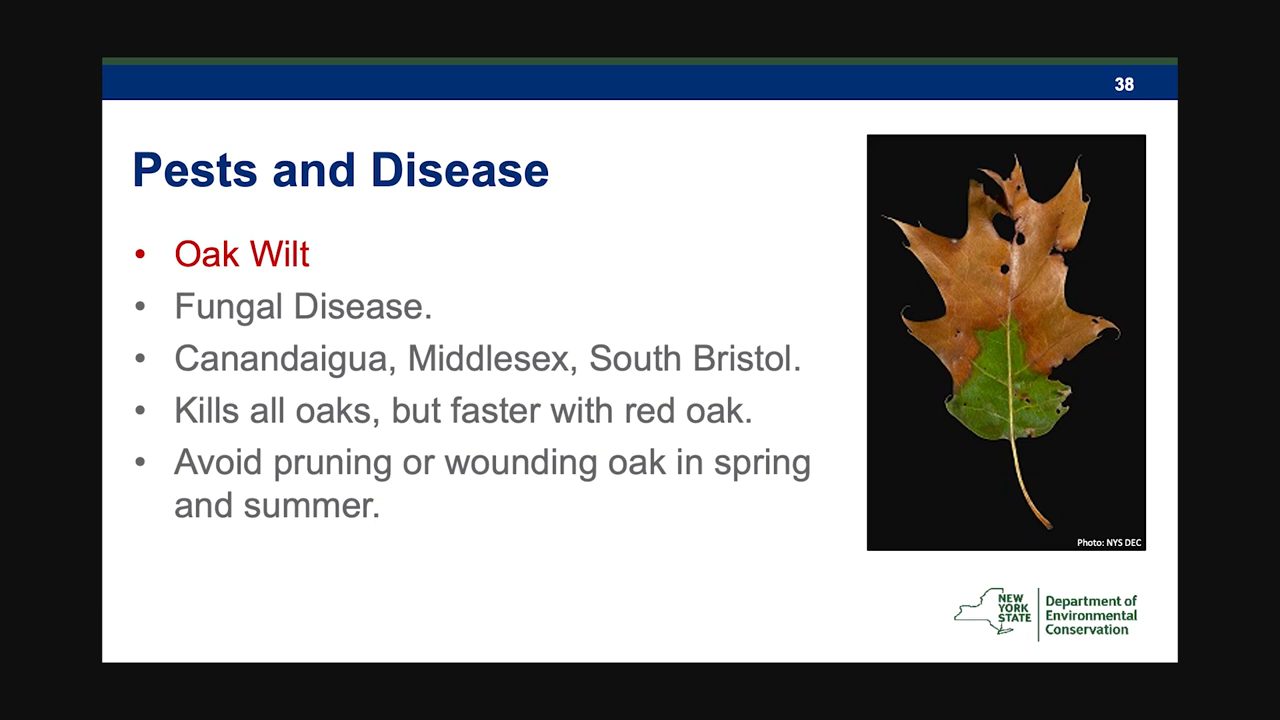 38
Pests and Disease
• Oak Wilt
• Fungal Disease.
• Canandaigua, Middlesex, South Bristol.
• Kills all oaks, but faster with red oak.
• Avoid pruning or wounding oak in spring
and summer.
Photo: NYS DEC
NEW
YORK
STATE
Department of
Environmental
Conservation